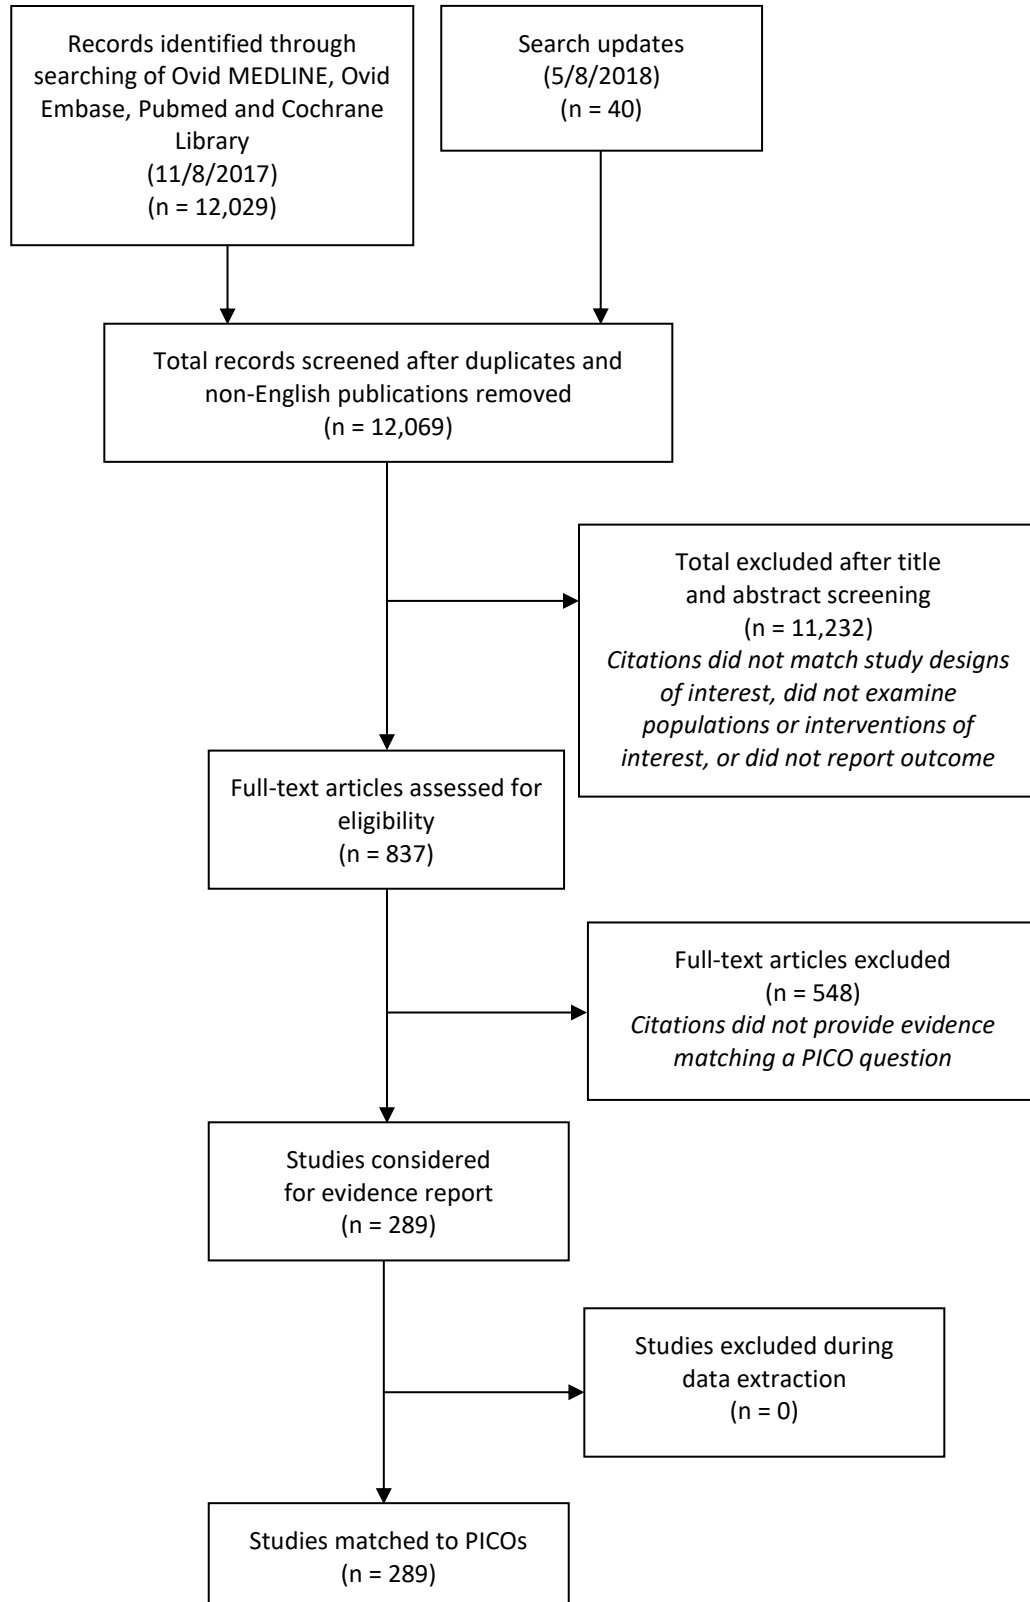 Records identified through
searching of Ovid MEDLINE, Ovid
Embase, Pubmed and Cochrane
Library
(11/8/2017)
(n = 12,029)
Search updates
(5/8/2018)
(n = 40)
Total records screened after duplicates and
non-English publications removed
(n = 12,069)
Total excluded after title
and abstract screening
(n = 11,232)
Citations did not match study designs
of interest, did not examine
populations or interventions of
interest, or did not report outcome
Full-text articles assessed for
eligibility
(n = 837)
Full-text articles excluded
(n = 548)
Citations did not provide evidence
matching a PICO question
Studies considered
for evidence report
(n = 289)
Studies excluded during
data extraction
(n = 0)
Studies matched to PICOs
(n = 289)